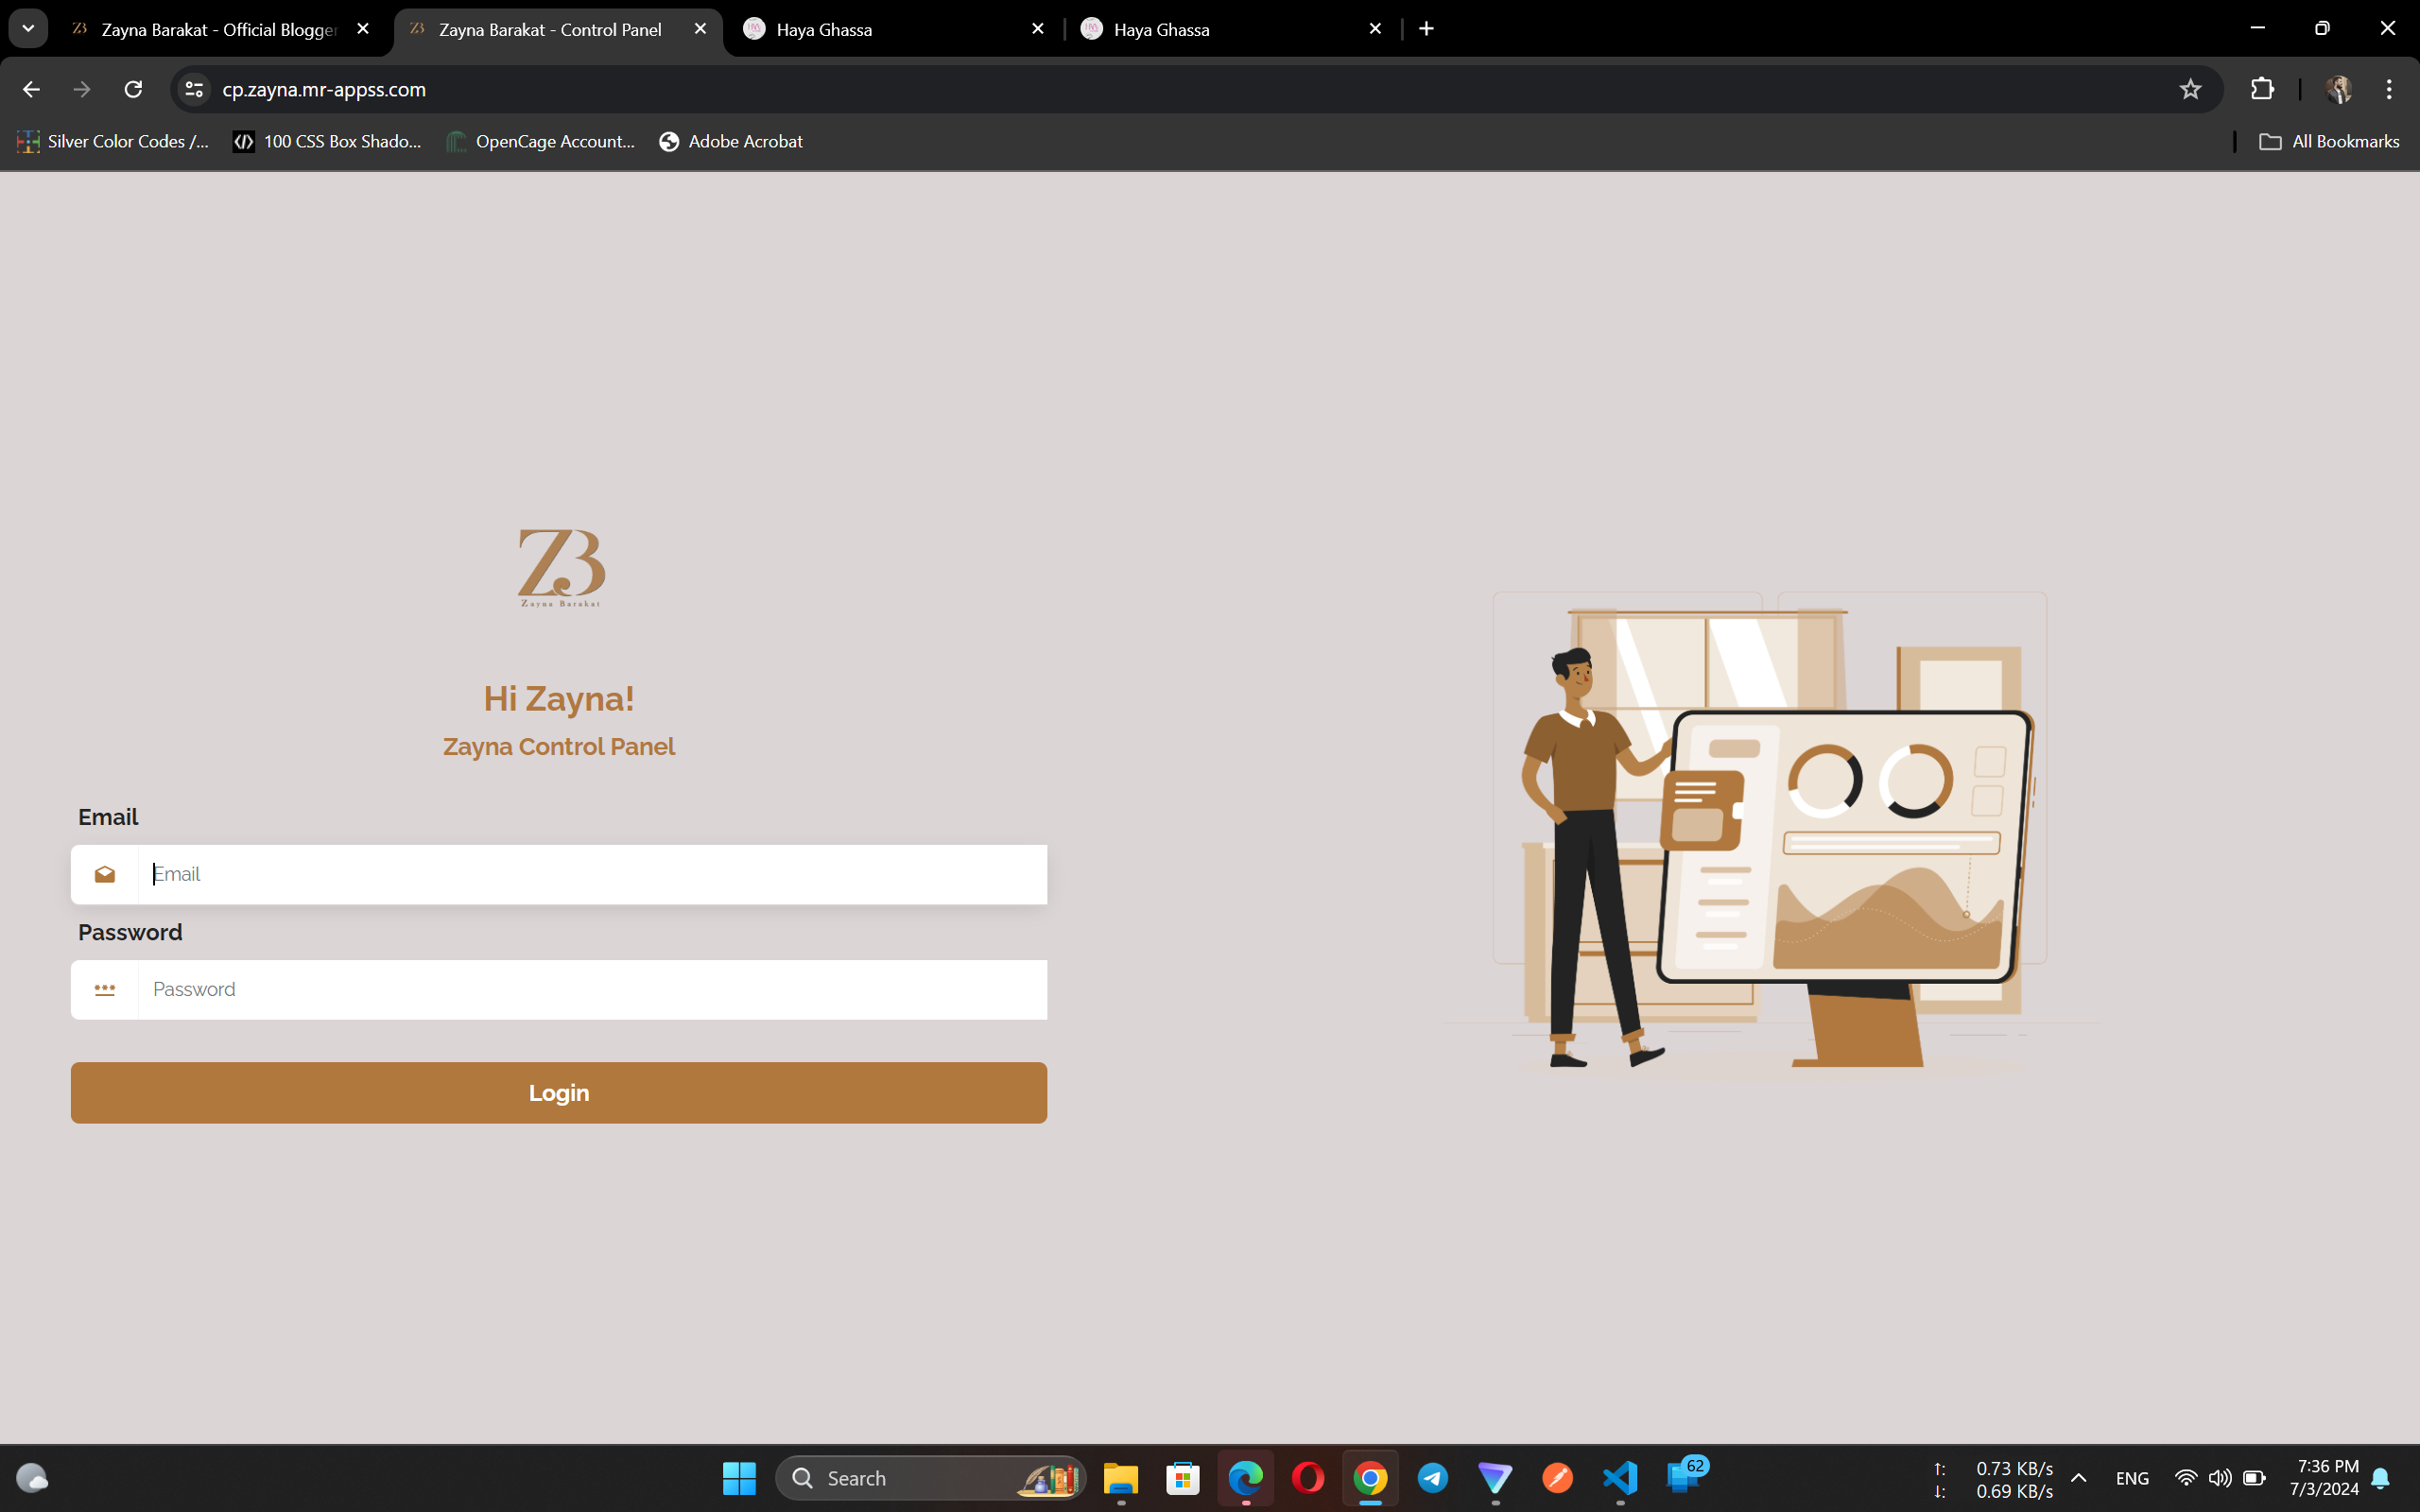 Zayna Barakat - Official Blogger
Zayna Barakat - Control Panel
Haya Ghassa
Haya Ghassa
cp.zayna.mr-appss.com
Silver Color Codes /...
100 CSS Box Shado...
OpenCage Account...
Adobe Acrobat
All Bookmarks
ZB
Zayna Barakat
Hi Zayna!
Zayna Control Panel
Email
Email
Password
Password
Login
Search
62
↑: 0.73 KB/s
↓: 0.69 KB/s
ENG
7:36 PM
7/3/2024